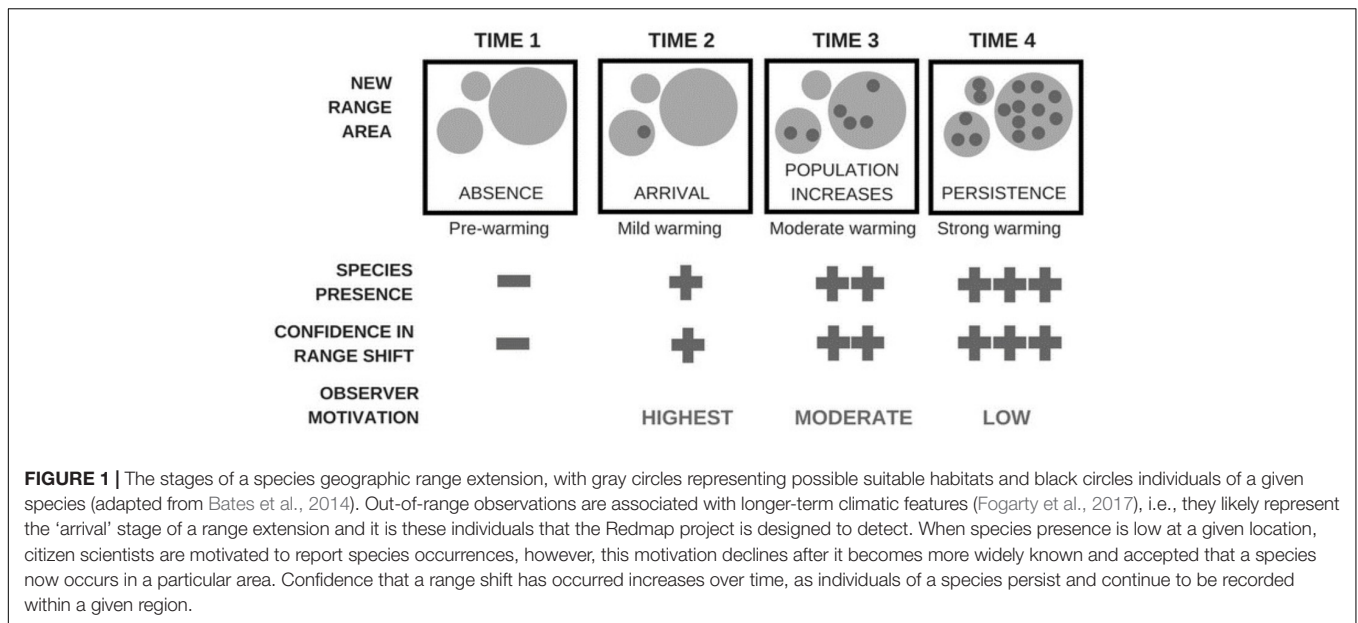 TIME 1 TIME 2 TIME 3 TIME 4
NEW
RANGE
AREA
ABSENCE ARRIVAL POPULATION INCREASES PERSISTENCE
Pre-warming Mild warming Moderate warming Strong warming
SPECIES
PRESENCE
CONFIDENCE IN
RANGE SHIFT
OBSERVER
MOTIVATION
HIGHEST MODERATE LOW
FIGURE 1 | The stages of a species geographic range extension, with gray circles representing possible suitable habitats and black circles individuals of a given
species (adapted from Bates et al., 2014). Out-of-range observations are associated with longer-term climatic features (Fogarty et al., 2017), i.e., they likely represent
the ‘arrival’ stage of a range extension and it is these individuals that the Redmap project is designed to detect. When species presence is low at a given location,
citizen scientists are motivated to report species occurrences, however, this motivation declines after it becomes more widely known and accepted that a species
now occurs in a particular area. Confidence that a range shift has occurred increases over time, as individuals of a species persist and continue to be recorded
within a given region.